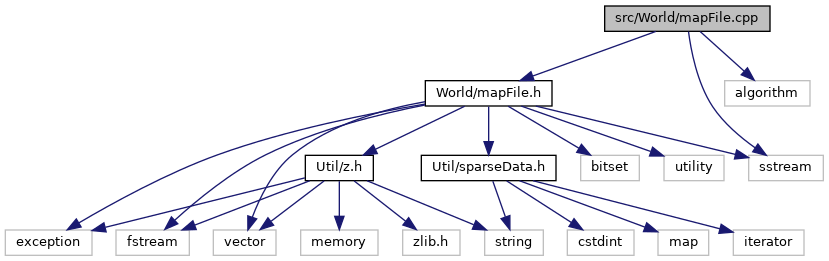 src/World/mapFile.cpp
World/mapFile.h
algorithm
Util/z.h
Util/sparseData.h
bitset
utility
sstream
exception
fstream
vector
memory
zlib.h
string
cstdint
map
iterator